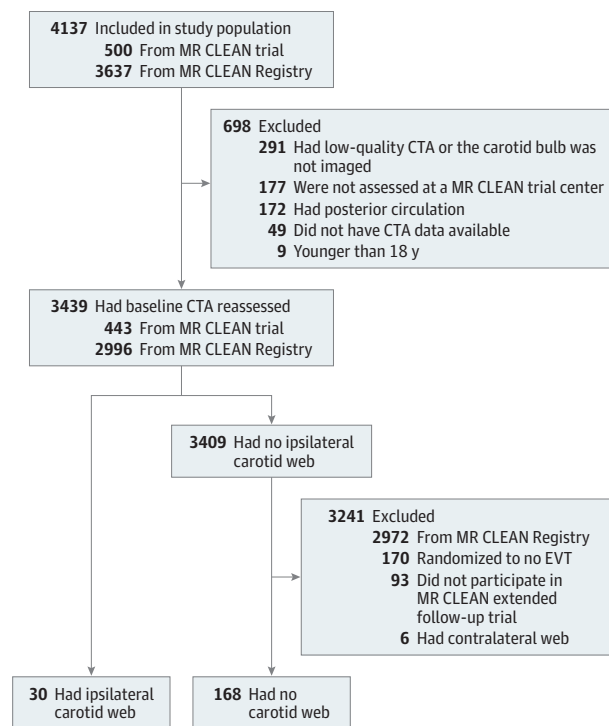 4137 Included in study population
500 From MR CLEAN trial
3637 From MR CLEAN Registry
698 Excluded
291 Had low-quality CTA or the carotid bulb was
not imaged
177 Were not assessed at a MR CLEAN trial center
172 Had posterior circulation
49 Did not have CTA data available
9 Younger than 18 y
3439 Had baseline CTA reassessed
443 From MR CLEAN trial
2996 From MR CLEAN Registry
3409 Had no ipsilateral
carotid web
3241 Excluded
2972 From MR CLEAN Registry
170 Randomized to no EVT
93 Did not participate in
MR CLEAN extended
follow-up trial
6 Had contralateral web
30 Had ipsilateral
carotid web
168 Had no
carotid web